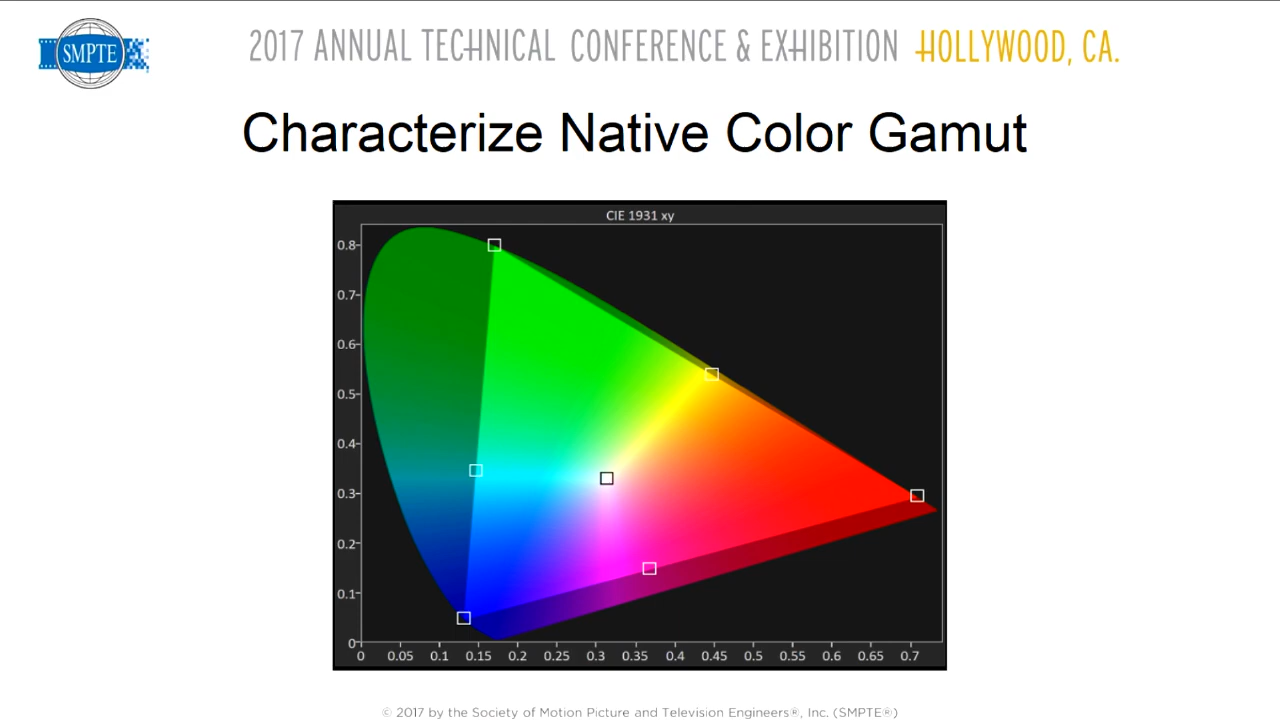 SMPTE
2017 ANNUAL TECHNICAL CONFERENCE & EXHIBITION HOLLYWOOD, CA.
Characterize Native Color Gamut
CIE 1931 xy
0.8
0.7
0.6
0.5
0.4
0.3
0.2
0.1
0
0 0.05 0.1 0.15 0.2 0.25 0.3 0.35 0.4 0.45 0.5 0.55 0.6 0.65 0.7
© 2017 by the Society of Motion Picture and Television Engineers®, Inc. (SMPTE®)